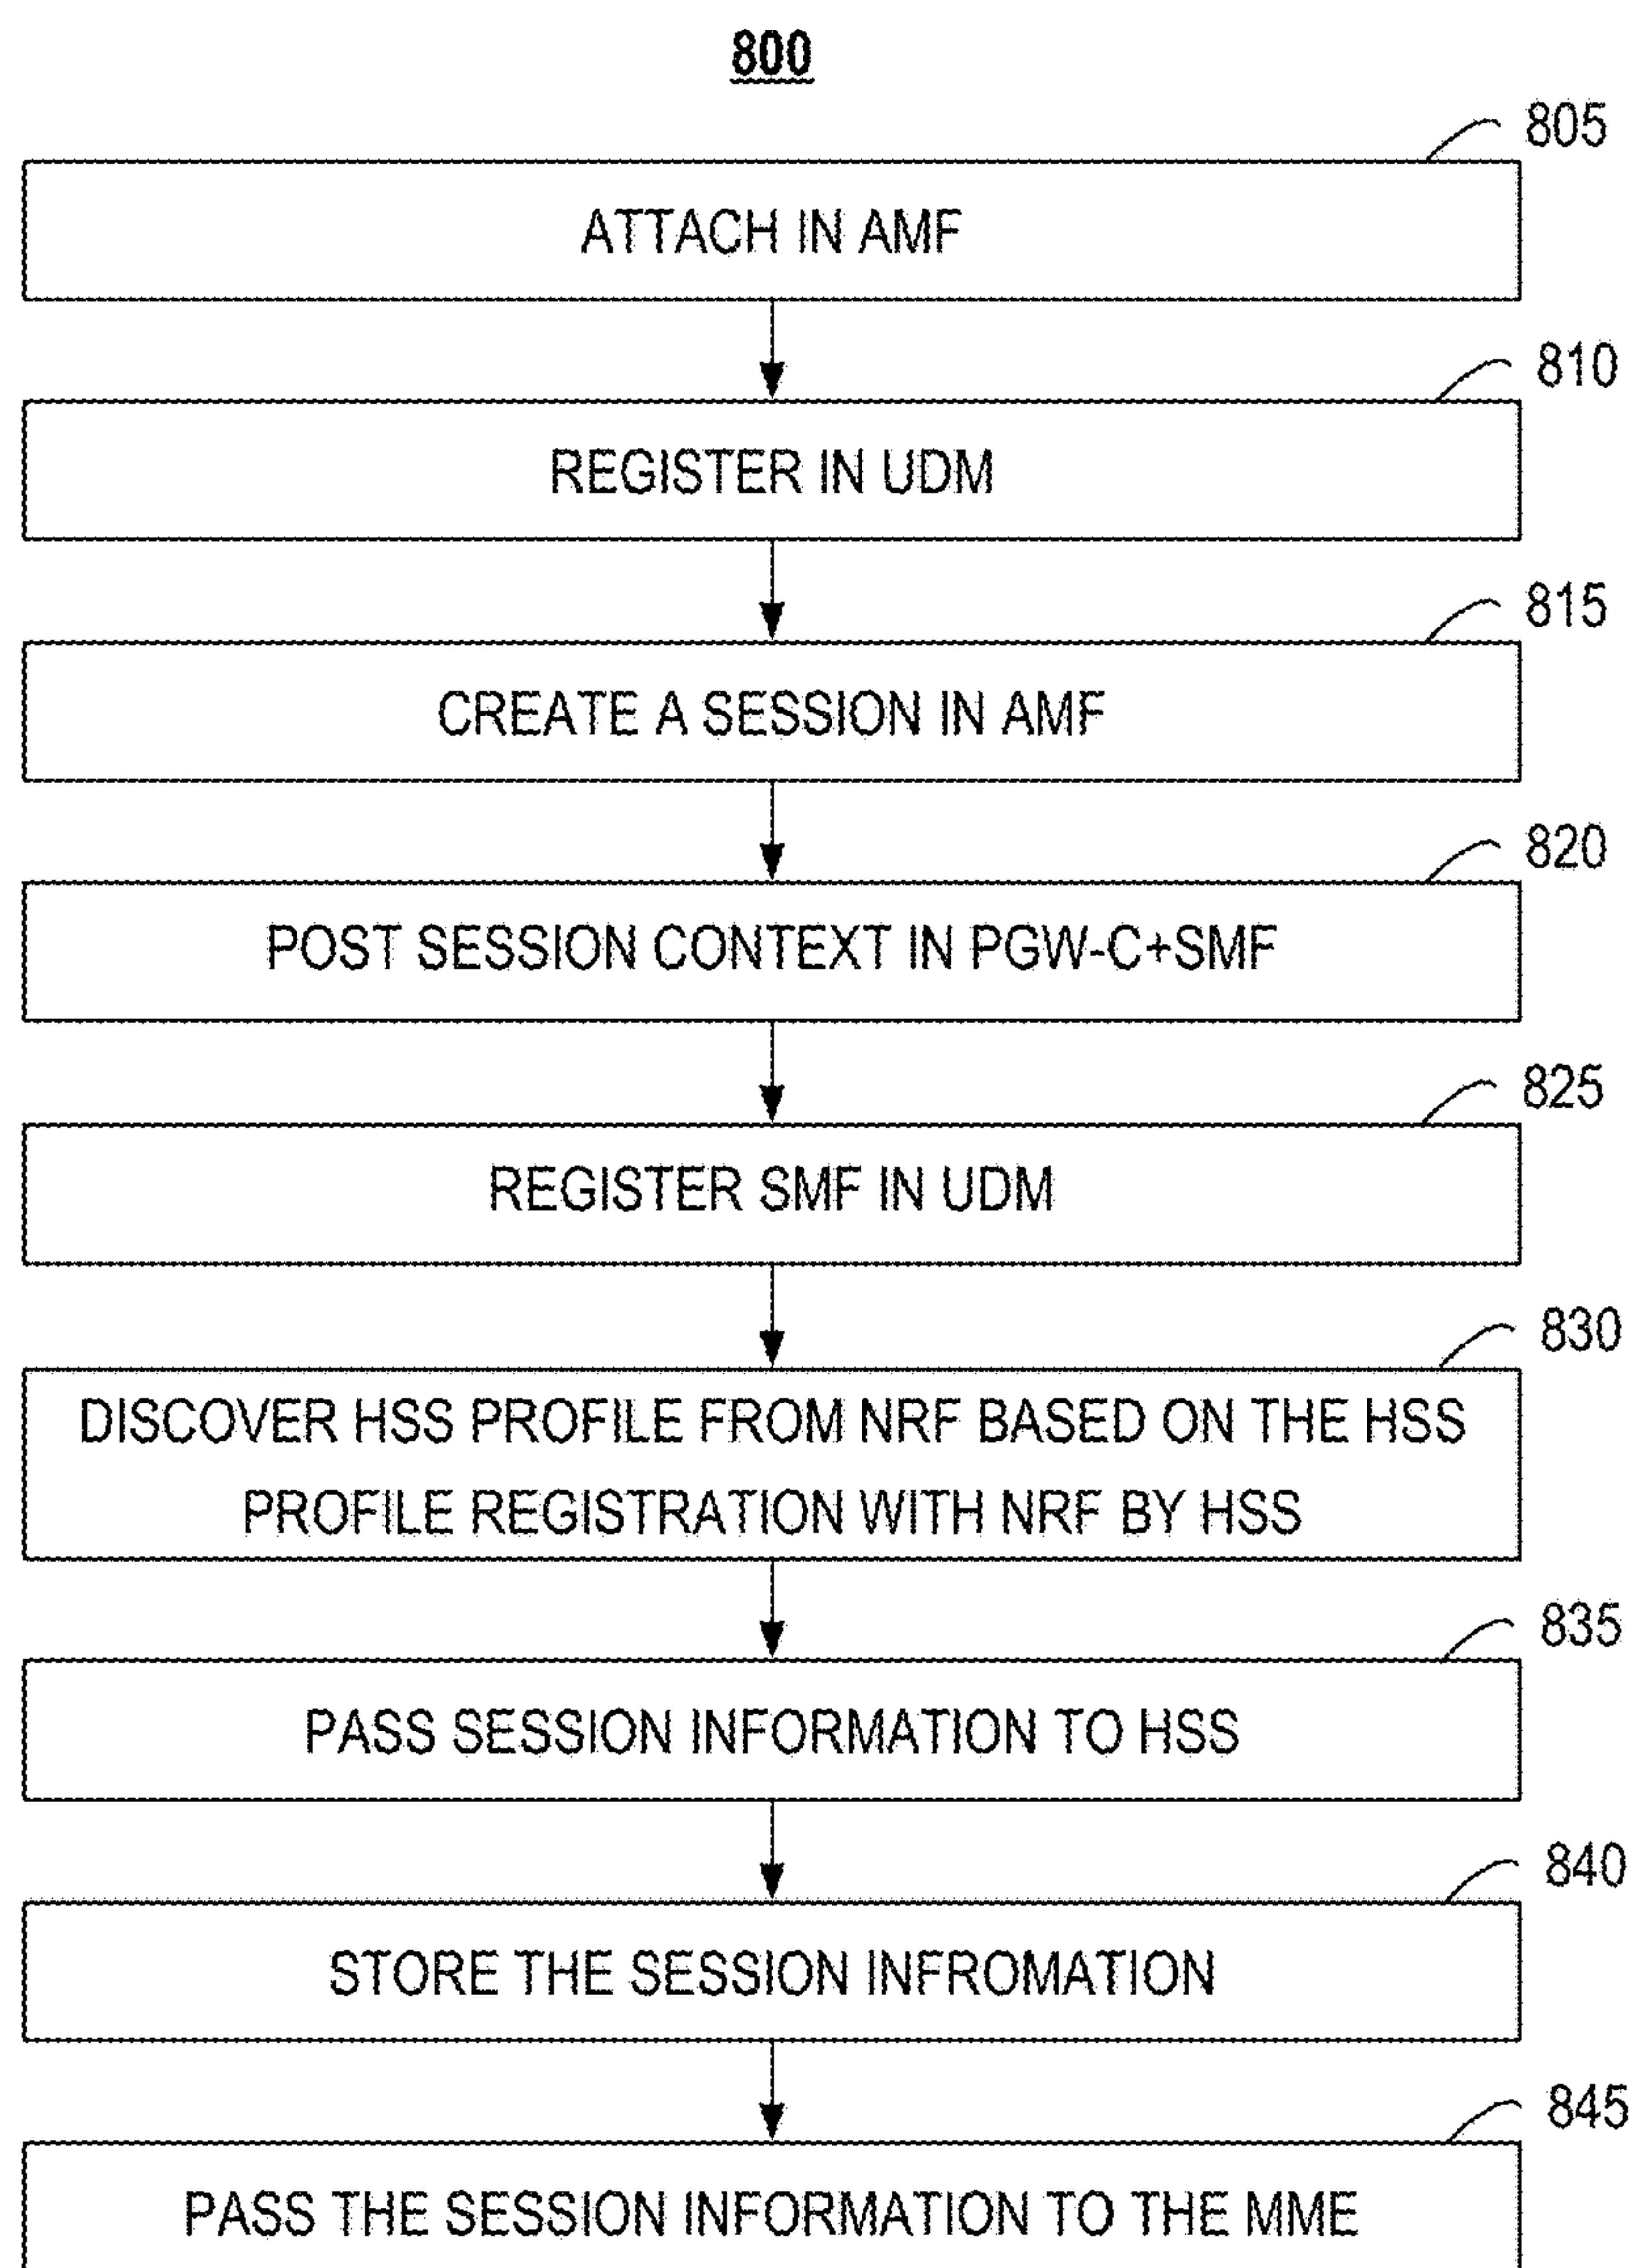 800
805
ATTACH IN AMF
810
REGISTER IN UDM
815
CREATE A SESSION IN AMF
820
POST SESSION CONTEXT IN PGW-C+SMF
825
REGISTER SMF IN UDM
830
DISCOVER HSS PROFILE FROM NRF BASED ON THE HSS
PROFILE REGISTRATION WITH NRF BY HSS
835
PASS SESSION INFORMATION TO HSS
840
STORE THE SESSION INFROMATION
845
PASS THE SESSION INFORMATION TO THE MME